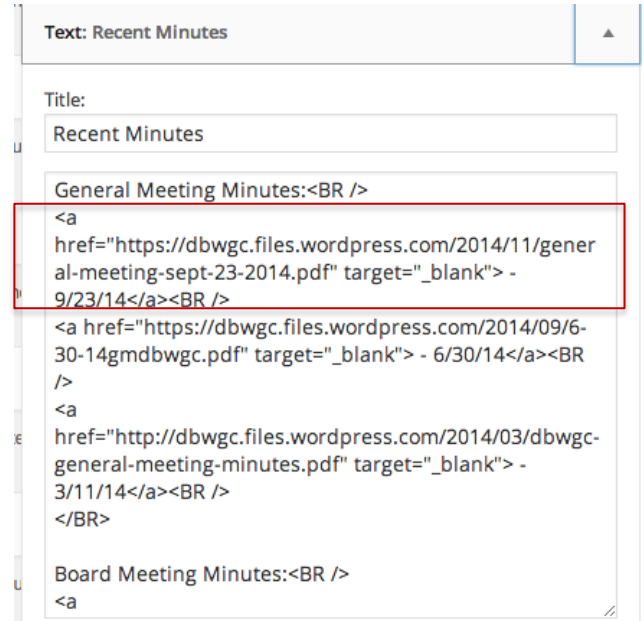 Text: Recent Minutes
Title:
Recent Minutes
General Meeting Minutes:<BR />
<a
href="https://dbwgc.files.wordpress.com/2014/11/gener
al-meeting-sept-23-2014.pdf" target="_blank"> -
9/23/14</a><BR />
<a href="https://dbwgc.files.wordpress.com/2014/09/6-
30-14gmdbwgc.pdf" target="_blank"> - 6/30/14</a><BR
/>
<a
href="http://dbwgc.files.wordpress.com/2014/03/dbwgc-
general-meeting-minutes.pdf" target="_blank"> -
3/11/14</a><BR />
</BR>
Board Meeting Minutes:<BR />
<a